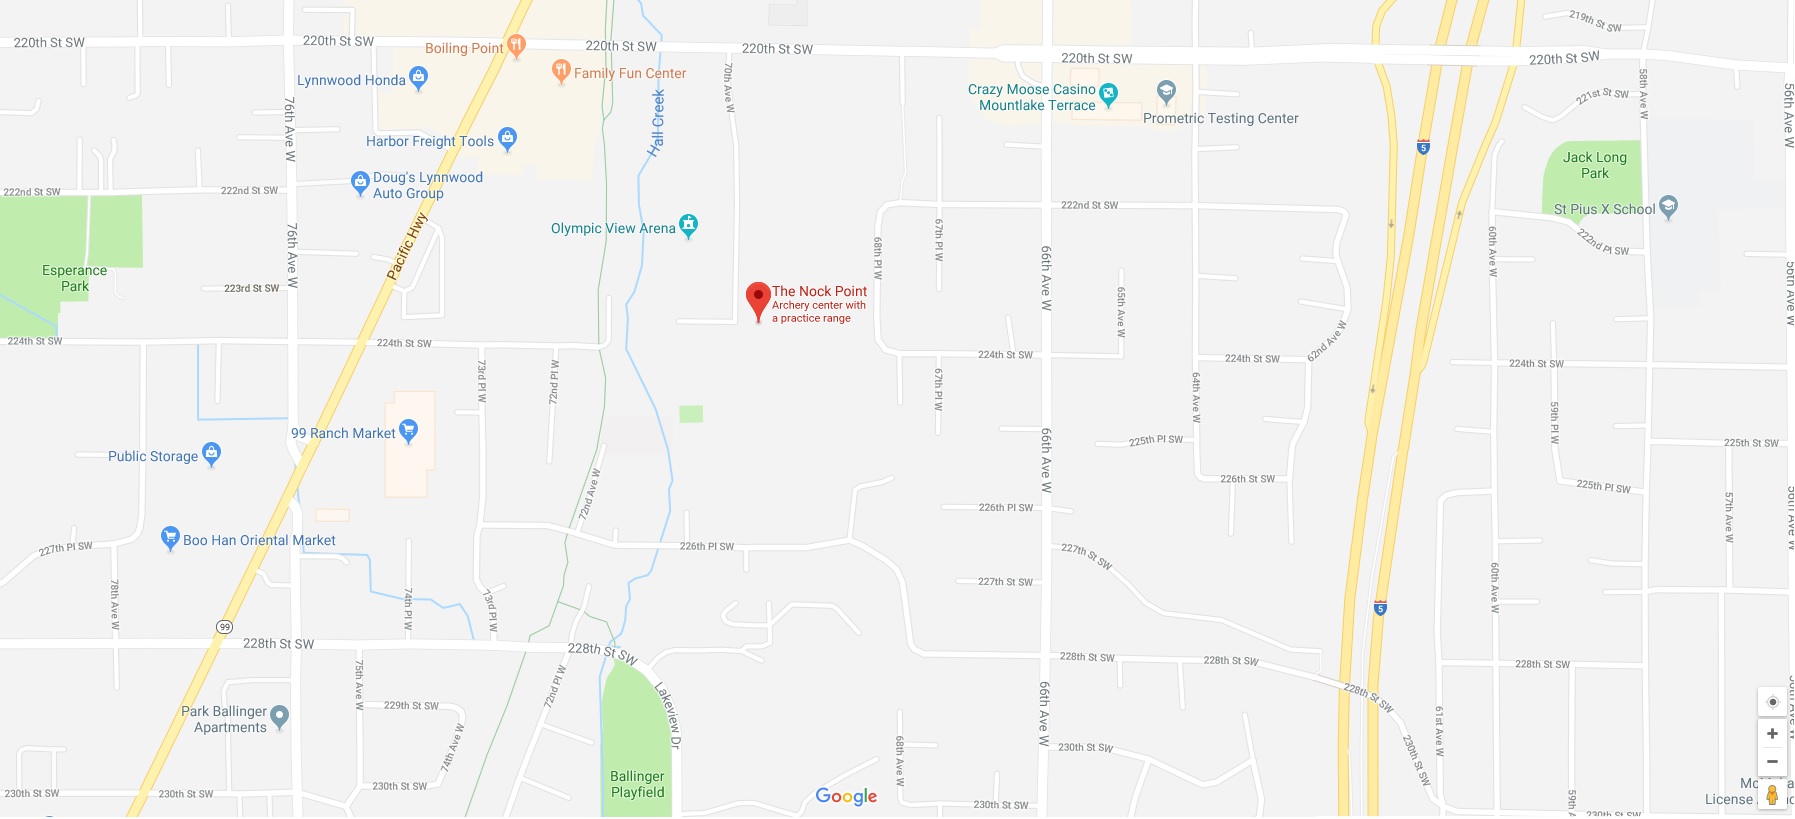 219th St SW
220th St SW
220th St SW
220th St SW
220th St SW
220th St SW
220th St SW
Boiling Point
Lynnwood Honda
Family Fun Center
70th Ave W
Hall Creek
Crazy Moose Casino
Mountlake Terrace
Prometric Testing Center
58th Ave W
221st St SW
56th Ave W
76th Ave W
Harbor Freight Tools
5
Jack Long
Park
Doug's Lynnwood
Auto Group
222nd St SW
222nd St SW
222nd St SW
St Pius X School
222nd Pl SW
Olympic View Arena
Pacific Hwy
76th Ave W
68th Pl W
67th Pl W
66th Ave W
60th Ave W
Esperance
Park
223rd St SW
The Nock Point
Archery center with
a practice range
65th Ave W
62nd Ave W
56th Ave W
224th St SW
224th St SW
224th St SW
224th St SW
224th St SW
73rd Pl W
72nd Pl W
67th Pl W
64th Ave W
59th Pl W
99 Ranch Market
Public Storage
66th Ave W
225th Pl SW
225th St SW
226th St SW
225th Pl SW
72nd Ave W
226th Pl SW
57th Ave W
Boo Han Oriental Market
227th Pl SW
226th Pl SW
227th St SW
227th St SW
78th Ave W
74th Pl W
73rd Pl W
60th Ave W
5
99
228th St SW
228th St SW
228th St SW
228th St SW
228th St SW
228th St SW
75th Ave W
72nd Pl W
Lakeview Dr
66th Ave W
Park Ballinger
Apartments
229th St SW
74th Ave W
68th Ave W
230th St SW
230th St SW
61st Ave W
Ballinger
Playfield
230th St SW
230th St SW
230th St SW
230th St SW
59th
Google
License